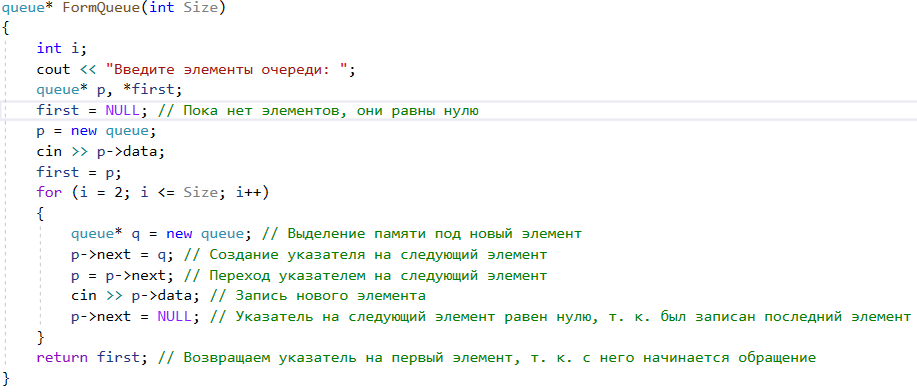 queue* FormQueue(int Size)
{
int i;
cout << "Введите элементы очереди: ";
queue* p, *first;
first = NULL; // Пока нет элементов, они равны нулю
p = new queue;
cin >> p->data;
first = p;
for (i = 2; i <= Size; i++)
{
queue* q = new queue; // Выделение памяти под новый элемент
p->next = q; // Создание указателя на следующий элемент
p = p->next; // Переход указателем на следующий элемент
cin >> p->data; // Запись нового элемента
p->next = NULL; // Указатель на следующий элемент равен нулю, т. к. был записан последний элемент
}
return first; // Возвращаем указатель на первый элемент, т. к. с него начинается обращение
}